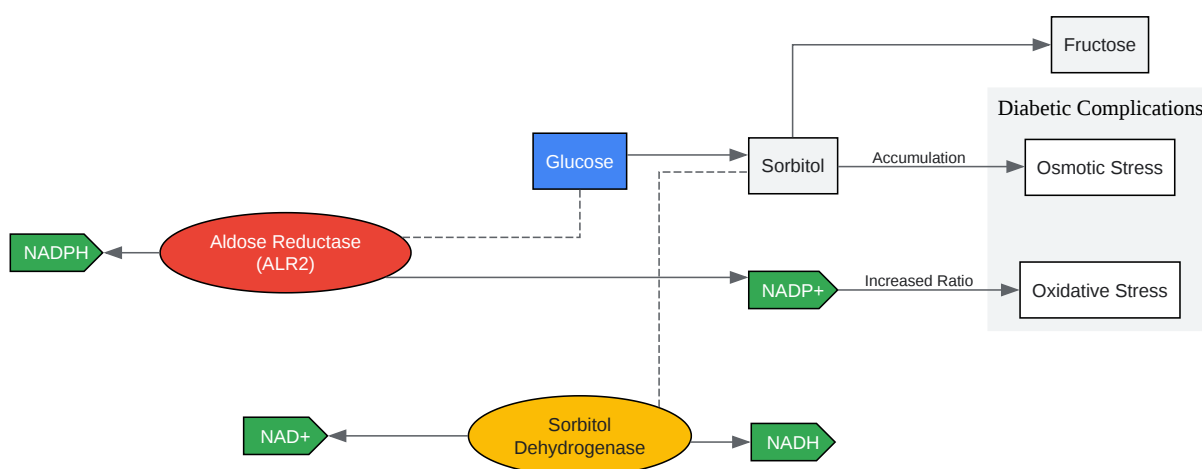 Fructose
Diabetic Complications
Glucose
Sorbitol
Accumulation
Osmotic Stress
NADPH
Aldose Reductase
(ALR2)
NADP+
Increased Ratio
Oxidative Stress
NAD+
Sorbitol
Dehydrogenase
NADH